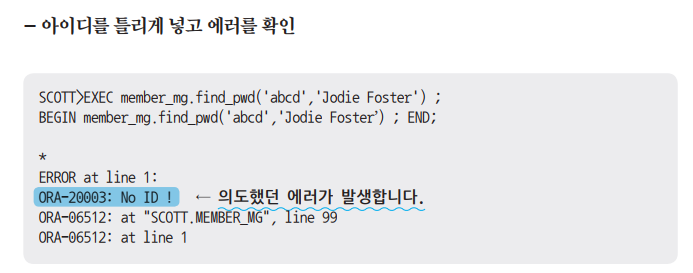 – 아이디를 틀리게 넣고 에러를 확인
SCOTT>EXEC member_mg.find_pwd('abcd','Jodie Foster') ;
BEGIN member_mg.find_pwd('abcd','Jodie Foster’) ; END;
*
ERROR at line 1:
ORA-20003: No ID ! ← 의도했던 에러가 발생합니다.
ORA-06512: at "SCOTT.MEMBER_MG", line 99
ORA-06512: at line 1